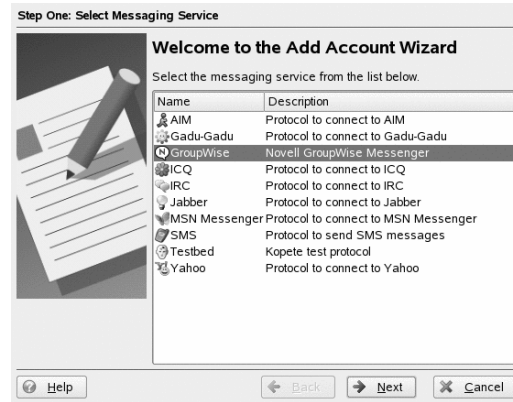 Step One: Select Messaging Service
Welcome to the Add Account Wizard
Select the messaging service from the list below.
Name Description
AIM Protocol to connect to AIM
Gadu-Gadu Protocol to connect to Gadu-Gadu
GroupWise Novell GroupWise Messenger
ICQ Protocol to connect to ICQ
IRC Protocol to connect to IRC
Jabber Protocol to connect to Jabber
MSN Messenger Protocol to connect to MSN Messenger
SMS Protocol to send SMS messages
Testbed Kopete test protocol
Yahoo Protocol to connect to Yahoo
Help Back Next Cancel